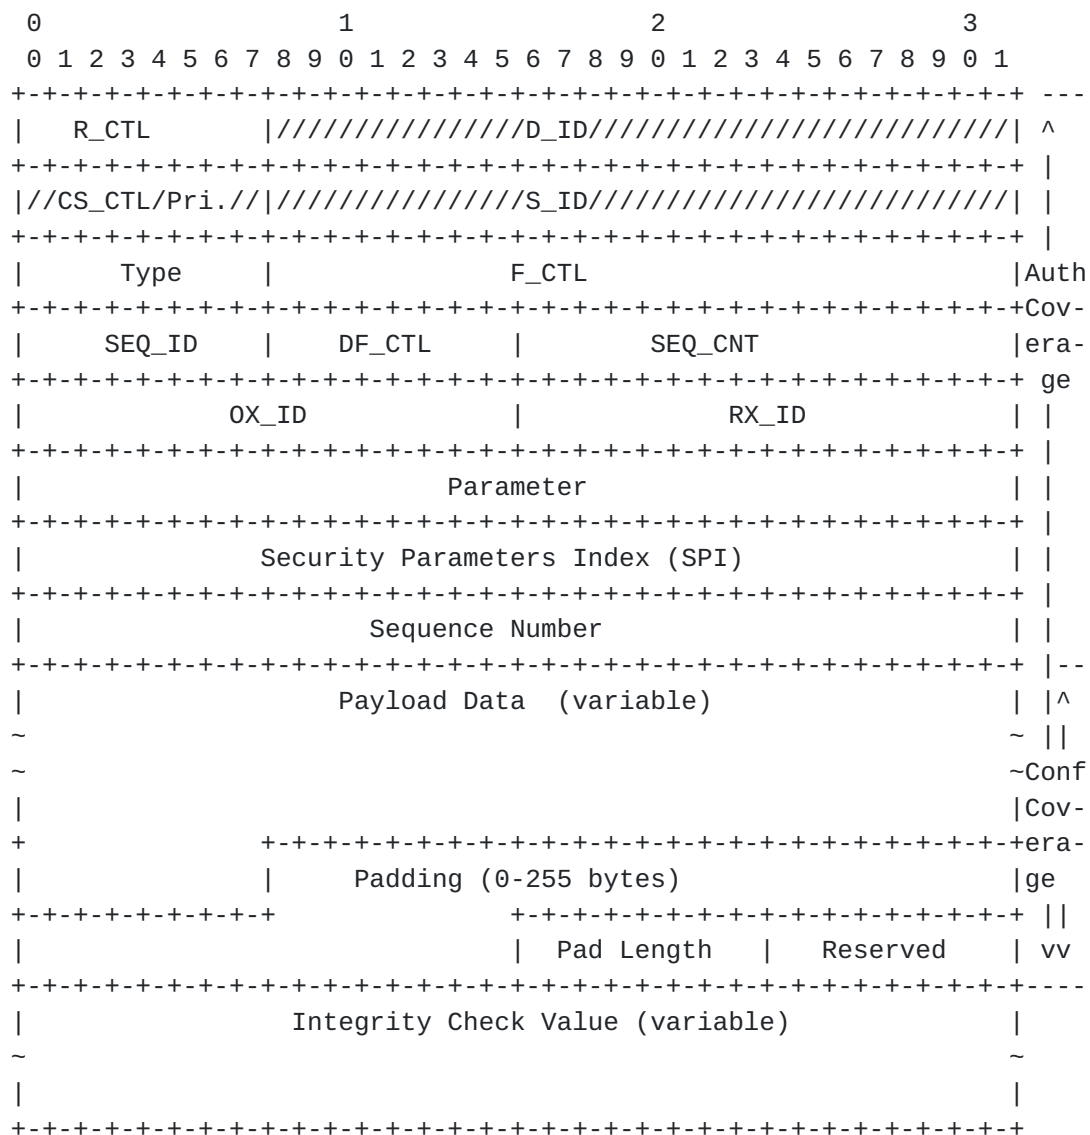 0                   1                   2                   3
 0 1 2 3 4 5 6 7 8 9 0 1 2 3 4 5 6 7 8 9 0 1 2 3 4 5 6 7 8 9 0 1
+-+-+-+-+-+-+-+-+-+-+-+-+-+-+-+-+-+-+-+-+-+-+-+-+-+-+-+-+-+-+-+-+ ---
|   R_CTL       |////////////////D_ID///////////////////////////| ^
+-+-+-+-+-+-+-+-+-+-+-+-+-+-+-+-+-+-+-+-+-+-+-+-+-+-+-+-+-+-+-+-+ |
|//CS_CTL/Pri.//|////////////////S_ID///////////////////////////| |
+-+-+-+-+-+-+-+-+-+-+-+-+-+-+-+-+-+-+-+-+-+-+-+-+-+-+-+-+-+-+-+-+ |
|      Type     |               F_CTL                           |Auth
+-+-+-+-+-+-+-+-+-+-+-+-+-+-+-+-+-+-+-+-+-+-+-+-+-+-+-+-+-+-+-+-+Cov-
|     SEQ_ID    |    DF_CTL     |        SEQ_CNT                |era-
+-+-+-+-+-+-+-+-+-+-+-+-+-+-+-+-+-+-+-+-+-+-+-+-+-+-+-+-+-+-+-+-+ ge
|             OX_ID             |             RX_ID             | |
+-+-+-+-+-+-+-+-+-+-+-+-+-+-+-+-+-+-+-+-+-+-+-+-+-+-+-+-+-+-+-+-+ |
|                           Parameter                           | |
+-+-+-+-+-+-+-+-+-+-+-+-+-+-+-+-+-+-+-+-+-+-+-+-+-+-+-+-+-+-+-+-+ |
|               Security Parameters Index (SPI)                 | |
+-+-+-+-+-+-+-+-+-+-+-+-+-+-+-+-+-+-+-+-+-+-+-+-+-+-+-+-+-+-+-+-+ |
|                      Sequence Number                          | |
+-+-+-+-+-+-+-+-+-+-+-+-+-+-+-+-+-+-+-+-+-+-+-+-+-+-+-+-+-+-+-+-+ |--
|                    Payload Data  (variable)                   | |^
~                                                               ~ ||
~                                                               ~Conf
|                                                               |Cov-
+               +-+-+-+-+-+-+-+-+-+-+-+-+-+-+-+-+-+-+-+-+-+-+-+-+era-
|               |     Padding (0-255 bytes)                     |ge
+-+-+-+-+-+-+-+-+               +-+-+-+-+-+-+-+-+-+-+-+-+-+-+-+-+ ||
|                               |  Pad Length   |   Reserved    | vv
+-+-+-+-+-+-+-+-+-+-+-+-+-+-+-+-+-+-+-+-+-+-+-+-+-+-+-+-+-+-+-+-+----
|                 Integrity Check Value (variable)              |
~                                                               ~
|                                                               |
+-+-+-+-+-+-+-+-+-+-+-+-+-+-+-+-+-+-+-+-+-+-+-+-+-+-+-+-+-+-+-+-+